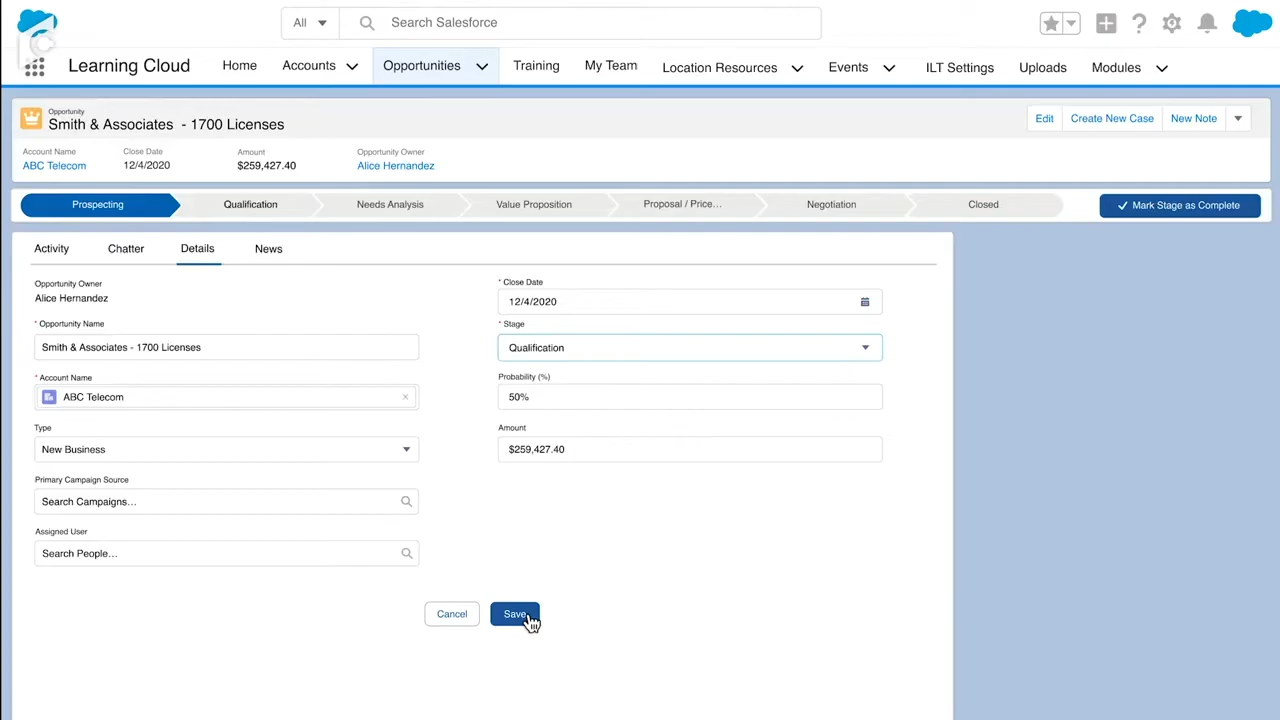 All
Search Salesforce
Learning Cloud
Home
Accounts
Opportunities
Training
My Team
Location Resources
Events
ILT Settings
Uploads
Modules
Opportunity
Smith & Associates - 1700 Licenses
Edit
Create New Case
New Note
Account Name
Close Date
Amount
Opportunity Owner
ABC Telecom
12/4/2020
$259,427.40
Alice Hernandez
Prospecting
Qualification
Needs Analysis
Value Proposition
Proposal / Price...
Negotiation
Closed
Mark Stage as Complete
Activity
Chatter
Details
News
Opportunity Owner
Alice Hernandez
* Opportunity Name
Smith & Associates - 1700 Licenses
* Account Name
ABC Telecom
Type
New Business
Primary Campaign Source
Search Campaigns...
Assigned User
Search People...
* Close Date
12/4/2020
* Stage
Qualification
Probability (%)
50%
Amount
$259,427.40
Cancel
Save